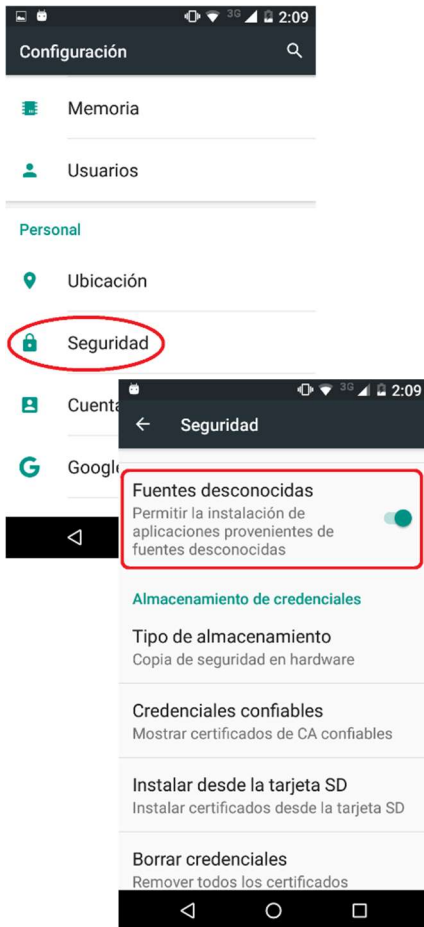 3G 2:09
Configuración
Memoria
Usuarios
Personal
Ubicación
Seguridad
Cuenta
Googl
3G 2:09
Seguridad
Fuentes desconocidas
Permitir la instalación de
aplicaciones provenientes de
fuentes desconocidas
Almacenamiento de credenciales
Tipo de almacenamiento
Copia de seguridad en hardware
Credenciales confiables
Mostrar certificados de CA confiables
Instalar desde la tarjeta SD
Instalar certificados desde la tarjeta SD
Borrar credenciales
Remover todos los certificados